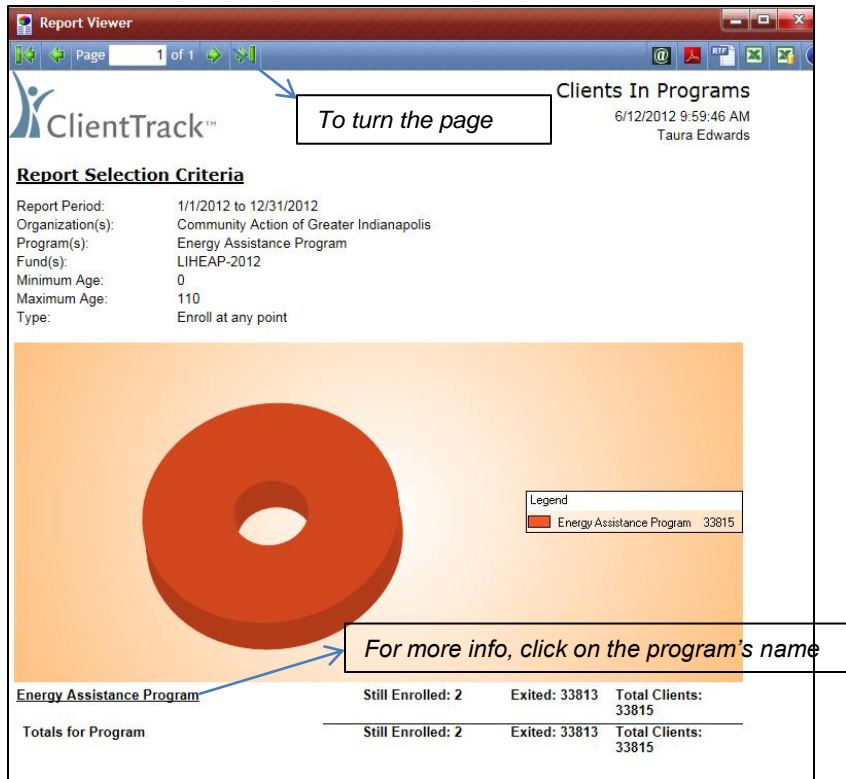 Report Viewer
Page 1 of 1
@ RTF
ClientTrack™
To turn the page
Clients In Programs
6/12/2012 9:59:46 AM
Taura Edwards
Report Selection Criteria
Report Period: 1/1/2012 to 12/31/2012
Organization(s): Community Action of Greater Indianapolis
Program(s): Energy Assistance Program
Fund(s): LIHEAP-2012
Minimum Age: 0
Maximum Age: 110
Type: Enroll at any point
Legend
Energy Assistance Program 33815
For more info, click on the program's name
Energy Assistance Program Still Enrolled: 2 Exited: 33813 Total Clients:
33815
Totals for Program Still Enrolled: 2 Exited: 33813 Total Clients:
33815